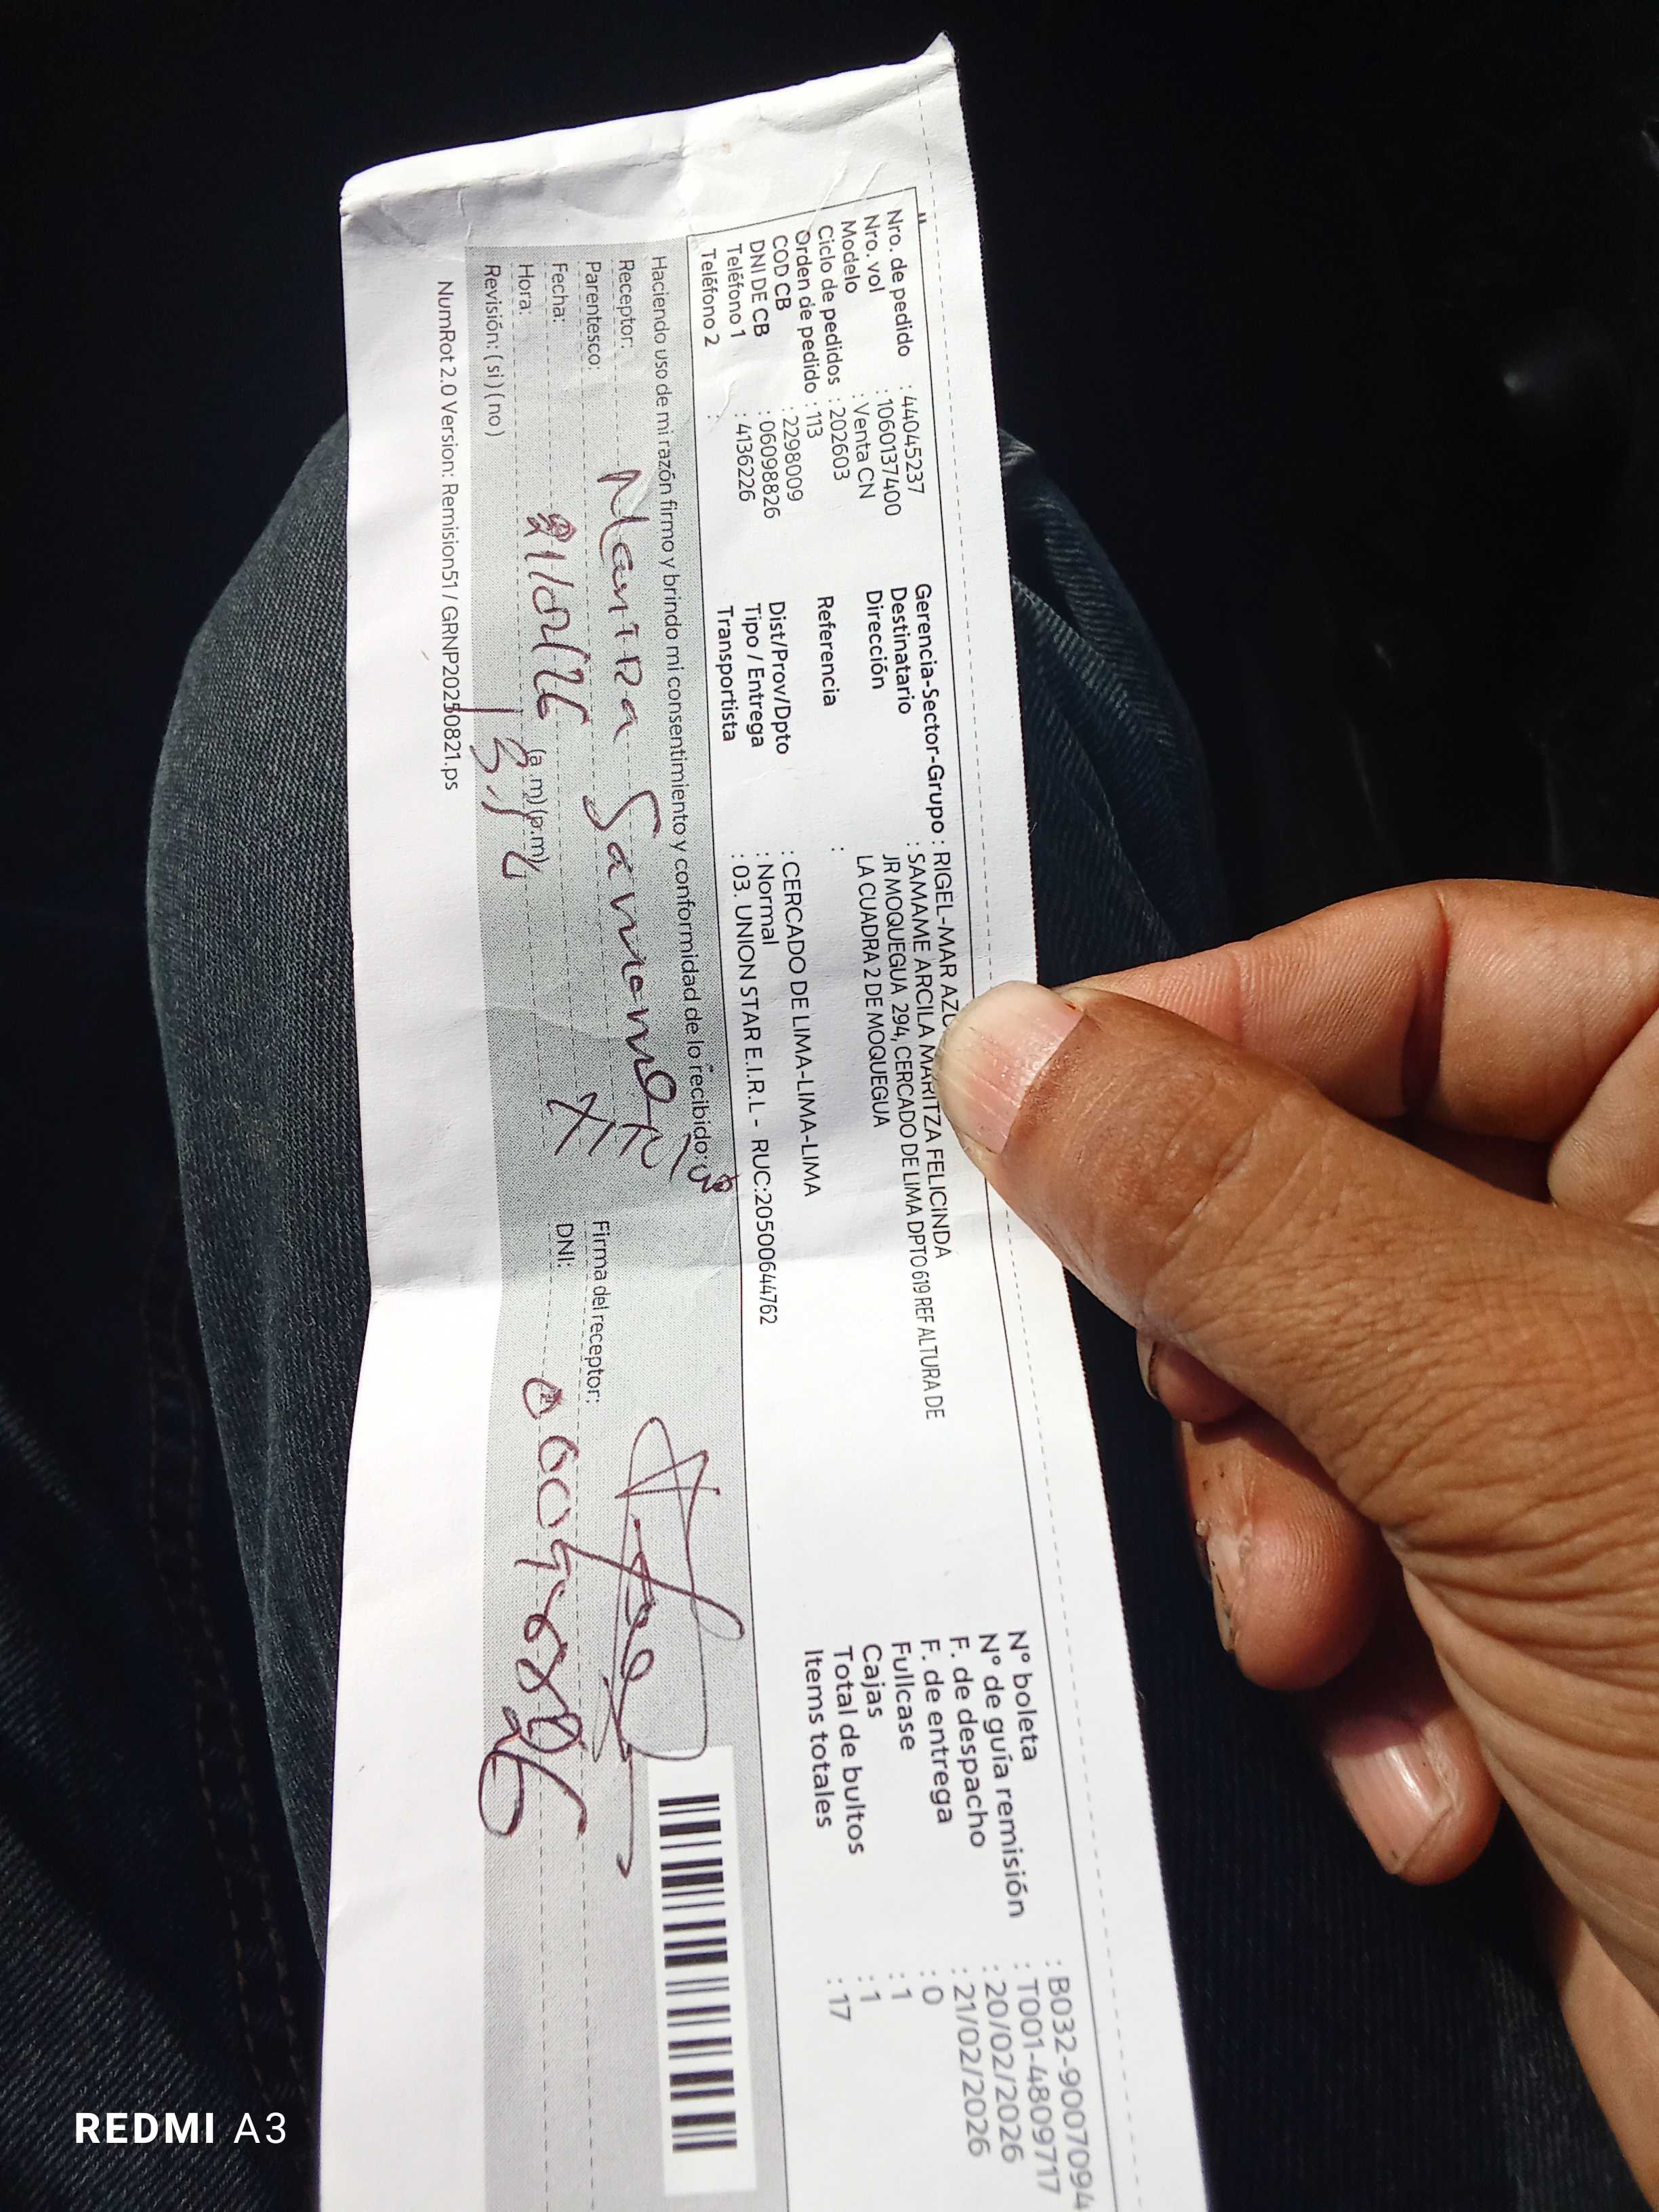 Nro. de pedido : 44045237
Nro. vol : 1060137400
Modelo : Venta CN
Ciclo de pedidos : 202603
Orden de pedido : 113
COD CB : 2298009
DNI DE CB : 06098826
Teléfono 1 : 4136226
Teléfono 2 :
Gerencia-Sector-Grupo : RIGEL-MAR AZU
Destinatario : SAMAME ARCILA MARITZA FELICINDA
Dirección JR MOQUEGUA 294, CERCADO DE LIMA DPTO 619 REF ALTURA DE
LA CUADRA 2 DE MOQUEGUA
Referencia :
Dist/Prov/Dpto : CERCADO DE LIMA-LIMA-LIMA
Tipo / Entrega : Normal
Transportista : 03. UNION STAR E.I.R.L - RUC:20500644762
N° boleta : B032-90070094
N° de guía remisión : T001-4809717
F. de despacho : 20/02/2026
F. de entrega : 21/02/2026
Fullcase : 0
Cajas : 1
Total de bultos : 1
Items totales : 17
Haciendo uso de mi razón firmo y brindo mi consentimiento y conformidad de lo recibido:
Receptor:
Parentesco:
Fecha: 21/02/26
Hora: (a.m) (p.m)
Revisión: ( si ) ( no )
Firma del receptor:
DNI:
NumRot 2.0 Version: Remision51 / GRNP20250821.ps
REDMI A3